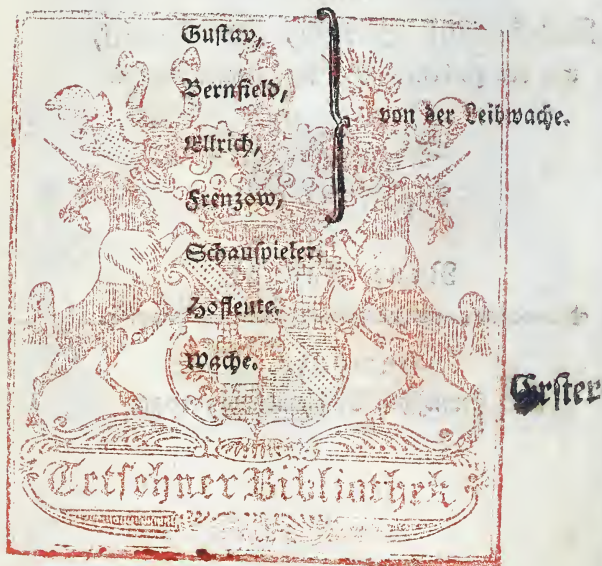 Gustav,
Bernfield,
Ellrich,
Frenzow,
von der Leibwache.
Schauspieler.
Hofleute.
Wache.
Erster
Tetschner Bibliothek